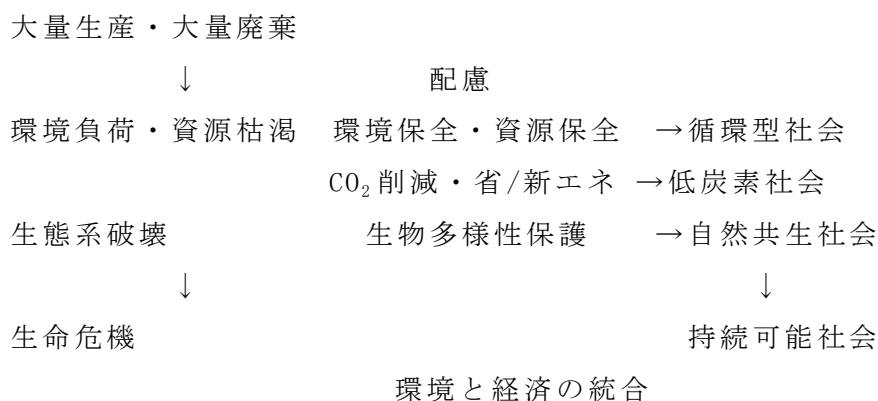 大量生産・大量廃棄
↓ 配慮
環境負荷・資源枯渇 環境保全・資源保全 →循環型社会
CO₂削減・省/新エネ →低炭素社会
生態系破壊 生物多様性保護 →自然共生社会
↓ ↓
生命危機 持続可能社会
環境と経済の統合